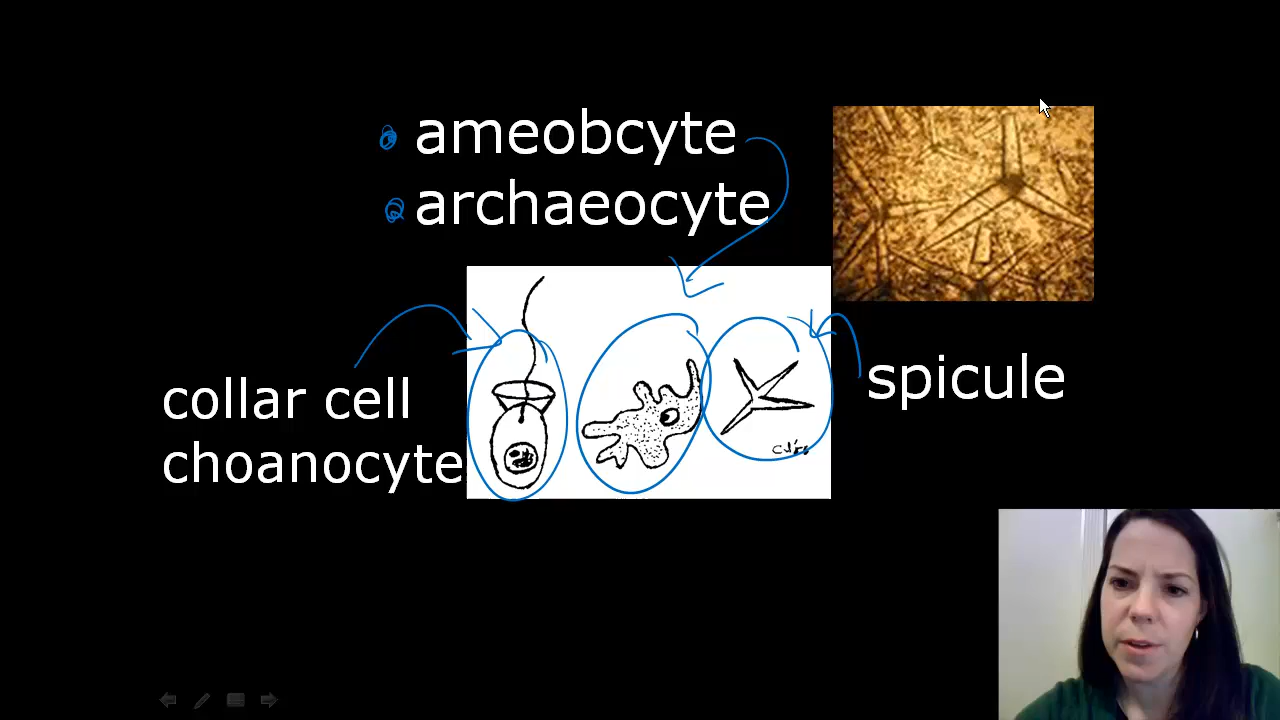 ameobcyte
archaeocyte
collar cell
choanocyte
spicule